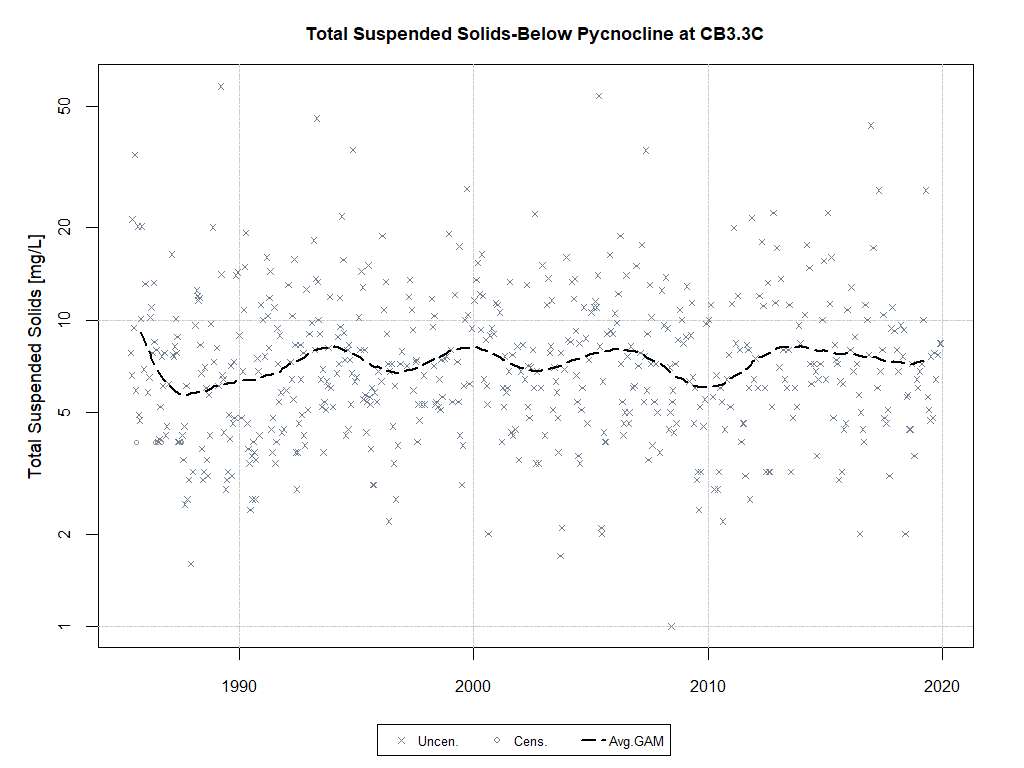 Total Suspended Solids-Below Pycnocline at CB3.3C
Total Suspended Solids [mg/L]
50
20
10
5
2
1
1990 2000 2010 2020
Uncen. Cens. Avg.GAM